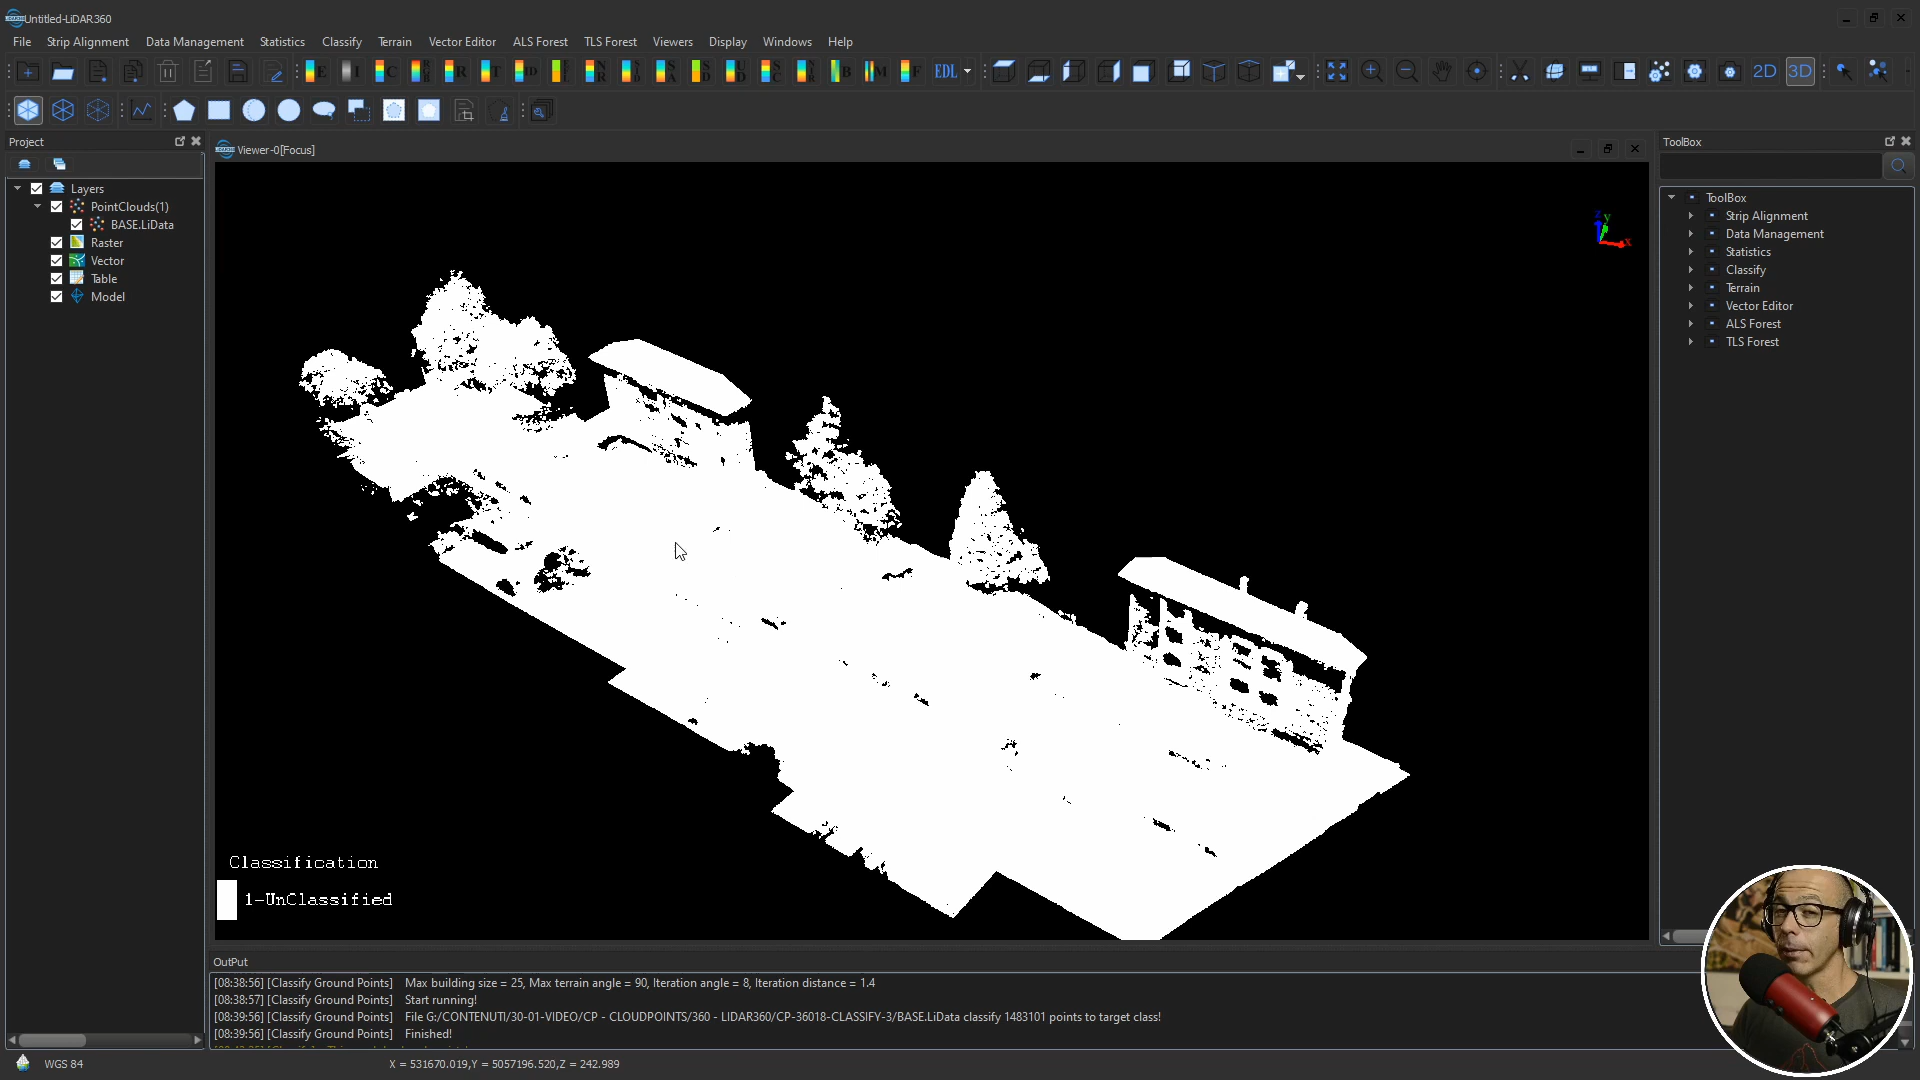 Untitled-LiDAR360
File Strip Alignment Data Management Statistics Classify Terrain Vector Editor ALS Forest TLS Forest Viewers Display Windows Help
EDL 2D 3D
Project
Layers
PointClouds(1)
BASE.LiData
Raster
Vector
Table
Model
Viewer-0[Focus]
z y x
Classification
1-UnClassified
ToolBox
ToolBox
Strip Alignment
Data Management
Statistics
Classify
Terrain
Vector Editor
ALS Forest
TLS Forest
OutPut
[08:38:56] [Classify Ground Points] Max building size = 25, Max terrain angle = 90, Iteration angle = 8, Iteration distance = 1.4
[08:38:57] [Classify Ground Points] Start running!
[08:39:56] [Classify Ground Points] File G:/CONTENUTI/30-01-VIDEO/CP - CLOUDPOINTS/360 - LIDAR360/CP-36018-CLASSIFY-3/BASE.LiData classify 1483101 points to target class!
[08:39:56] [Classify Ground Points] Finished!
WGS 84
X = 531670.019,Y = 5057196.520,Z = 242.989